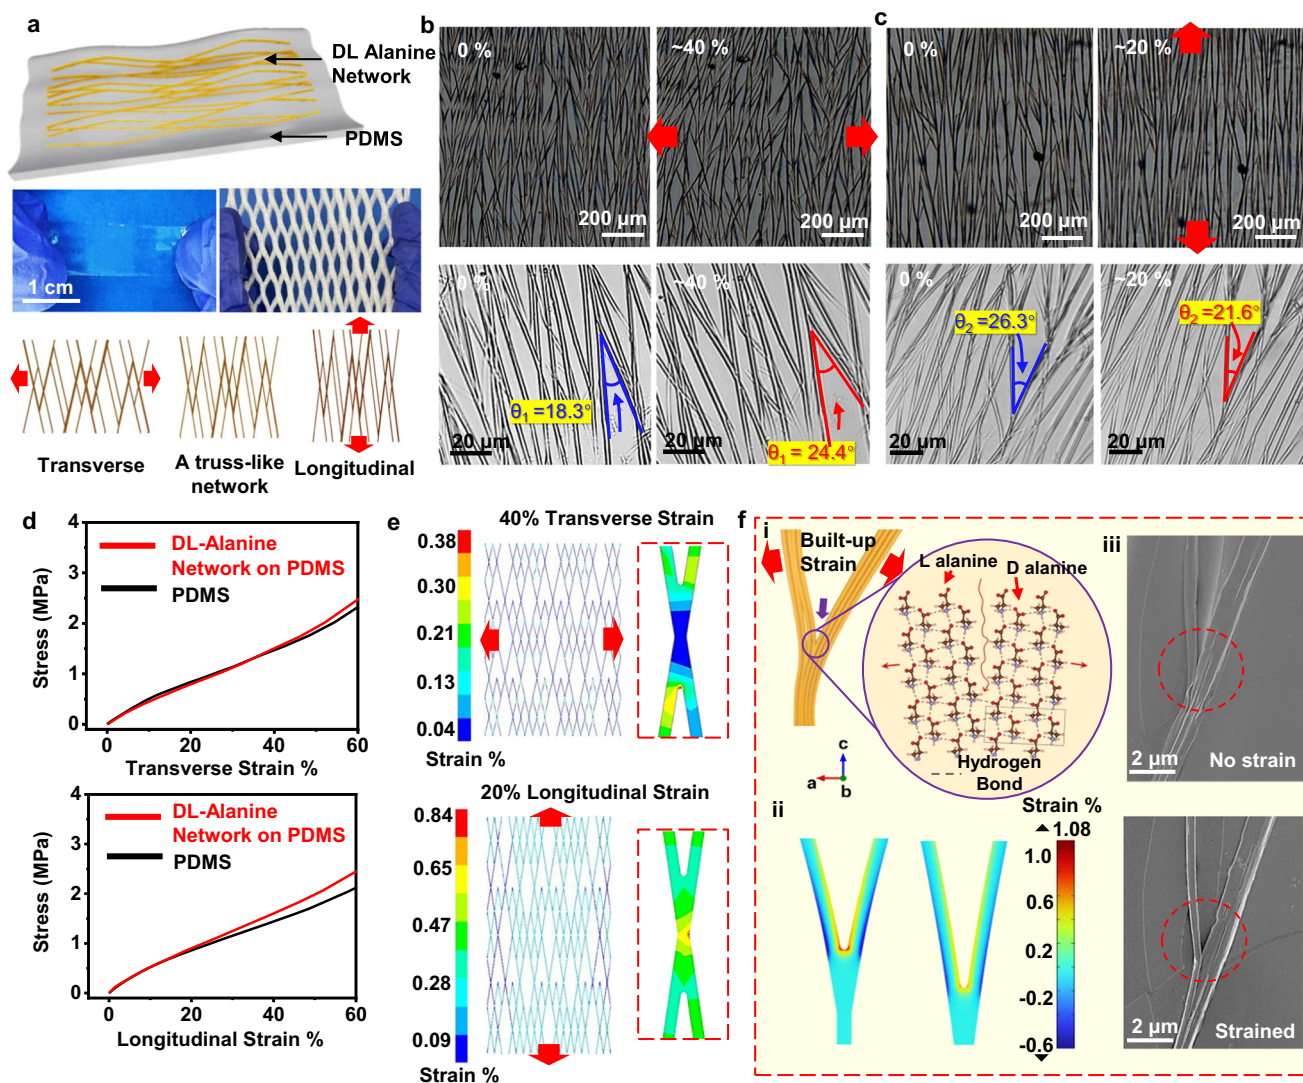 a
DL Alanine
Network
PDMS
1 cm
Transverse
A truss-like
network
Longitudinal
b
0 %
~40 %
200 µm
200 µm
0 %
~40 %
θ1 =18.3°
θ1 = 24.4°
20 µm
20 µm
c
0 %
~20 %
200 µm
200 µm
0 %
~20 %
θ2 =26.3°
θ2 =21.6°
20 µm
20 µm
d
4
3
2
1
0
Stress (MPa)
DL-Alanine
Network on PDMS
PDMS
0 20 40 60
Transverse Strain %
4
3
2
1
0
Stress (MPa)
DL-Alanine
Network on PDMS
PDMS
0 20 40 60
Longitudinal Strain %
e
40% Transverse Strain
0.38
0.30
0.21
0.13
0.04
Strain %
20% Longitudinal Strain
0.84
0.65
0.47
0.28
0.09
Strain %
f
i
Built-up
Strain
L alanine
D alanine
Hydrogen
Bond
c
a
b
ii
Strain %
1.08
1.0
0.6
0.2
-0.2
-0.6
iii
2 µm
No strain
2 µm
Strained